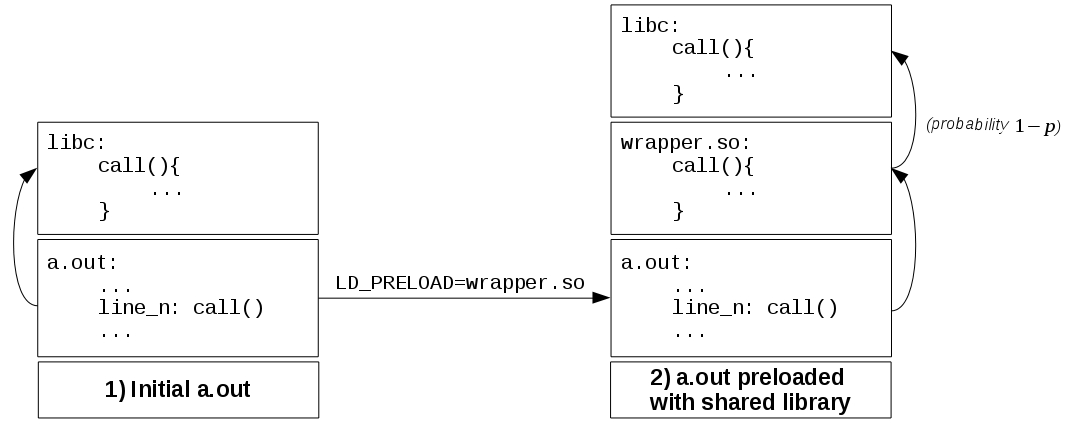 libc:
call(){
...
}
a.out:
...
line_n: call()
...
1) Initial a.out
LD_PRELOAD=wrapper.so
libc:
call(){
...
}
wrapper.so:
call(){
...
}
a.out:
...
line_n: call()
...
2) a.out preloaded
with shared library
(probability 1−p)